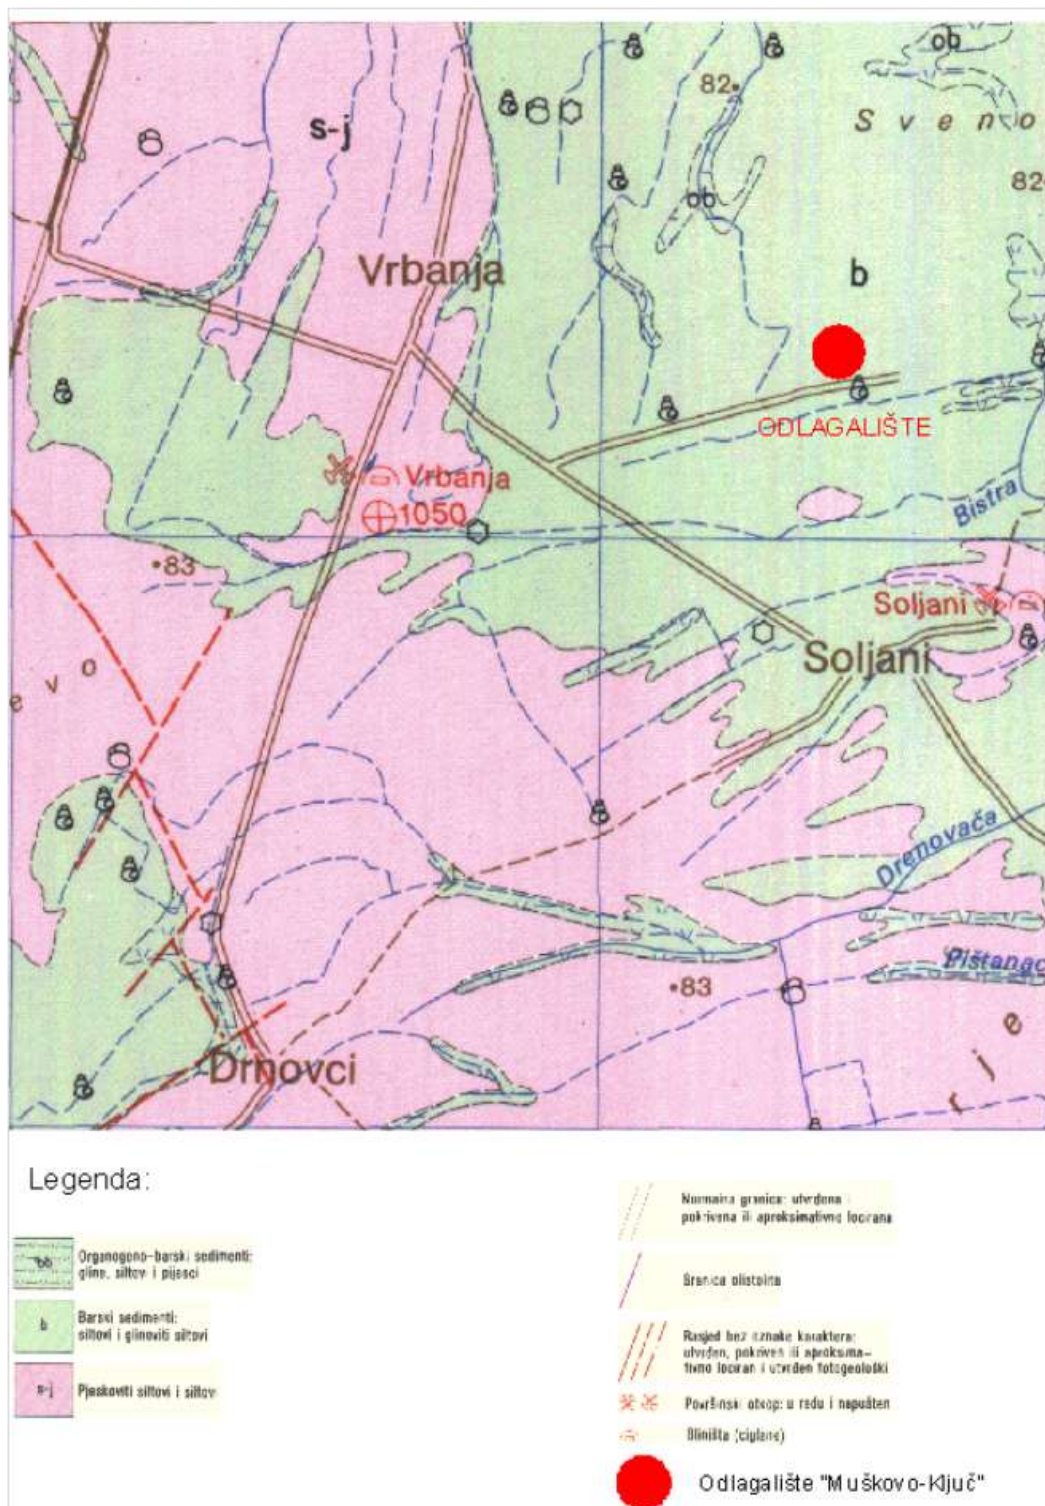 ob
82
S v e n o
s-j
82
ob
Vrbanja
b
ODLAGALIŠTE
Vrbanja
1050
Bistra
83
Soljani
Soljani
e v o
Drenovača
Pištanac
83
Drnovci
r j e
Legenda:
ob
Organogeno-barski sedimenti:
gline, siltovi i pijesci
b
Barski sedimenti:
siltovi i glinoviti siltovi
s-j
Pjeskoviti siltovi i siltovi
Normalna granica: utvrđena i
pokrivena ili aproksimativno locirana
Granica olistolita
Rasjed bez oznake karaktera:
utvrđen, pokriven ili aproksima-
tivno lociran i utvrđen fotogeološki
Površinski otkop: u radu i napušten
Gliništa (ciglane)
Odlagalište "Muškovo-Ključ"